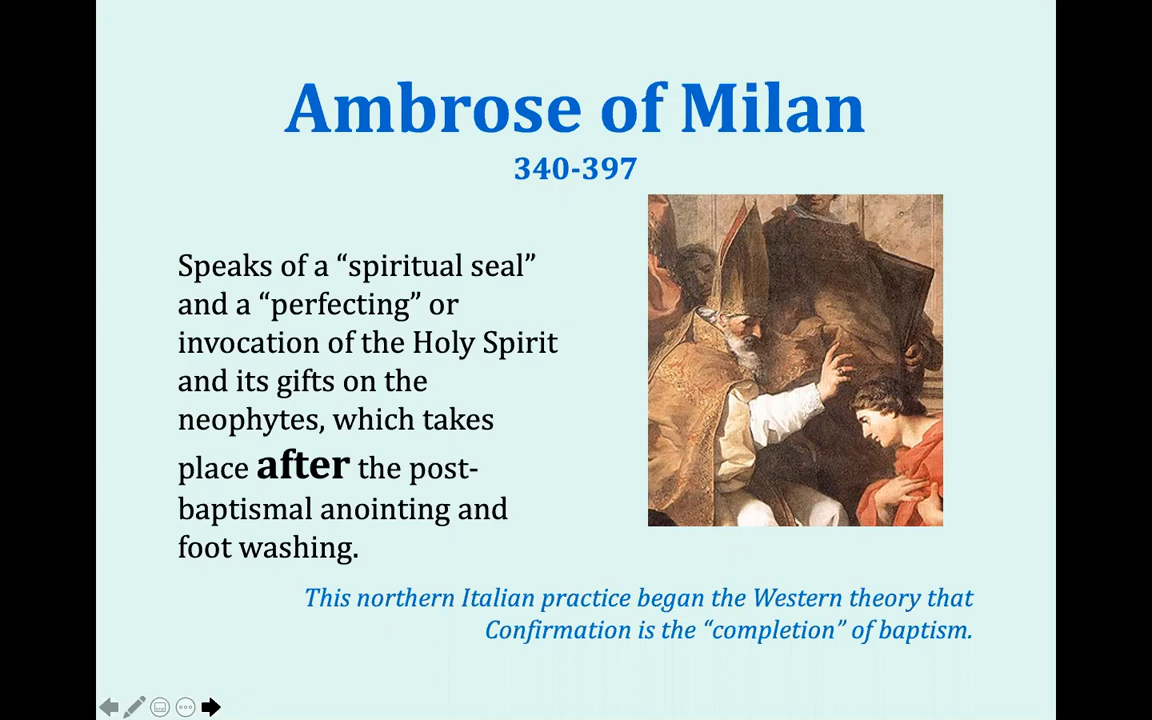 Ambrose of Milan
340-397
Speaks of a “spiritual seal”
and a “perfecting” or
invocation of the Holy Spirit
and its gifts on the
neophytes, which takes
place after the post-
baptismal anointing and
foot washing.
This northern Italian practice began the Western theory that
Confirmation is the “completion” of baptism.